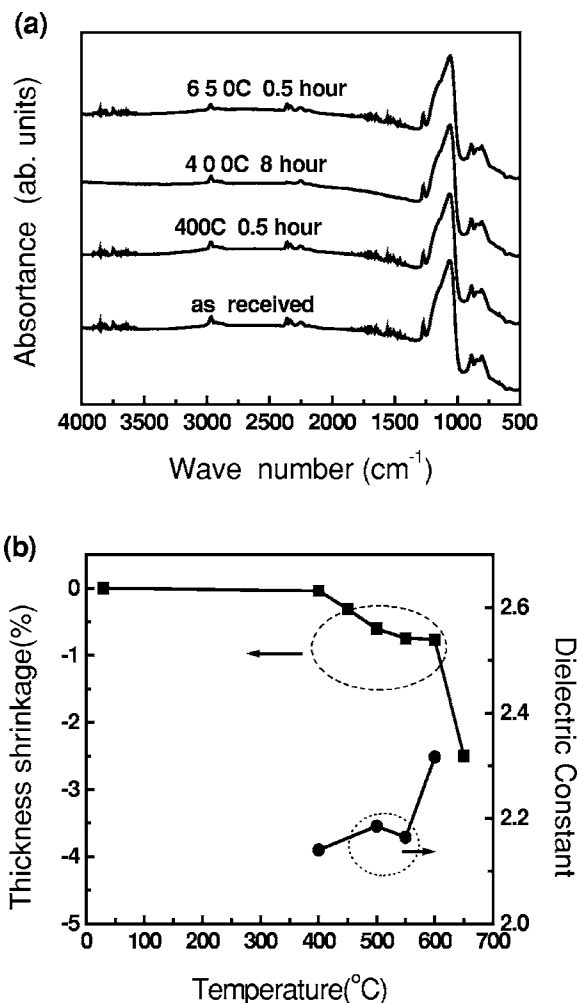 (a)
6 5 0C 0.5 hour
4 0 0C 8 hour
400C 0.5 hour
as received
Absortance (ab. units)
4000 3500 3000 2500 2000 1500 1000 500
Wave number (cm⁻¹)
(b)
0
-1
-2
-3
-4
-5
Thickness shrinkage(%)
2.6
2.4
2.2
2.0
Dielectric Constant
0 100 200 300 400 500 600 700
Temperature(°C)